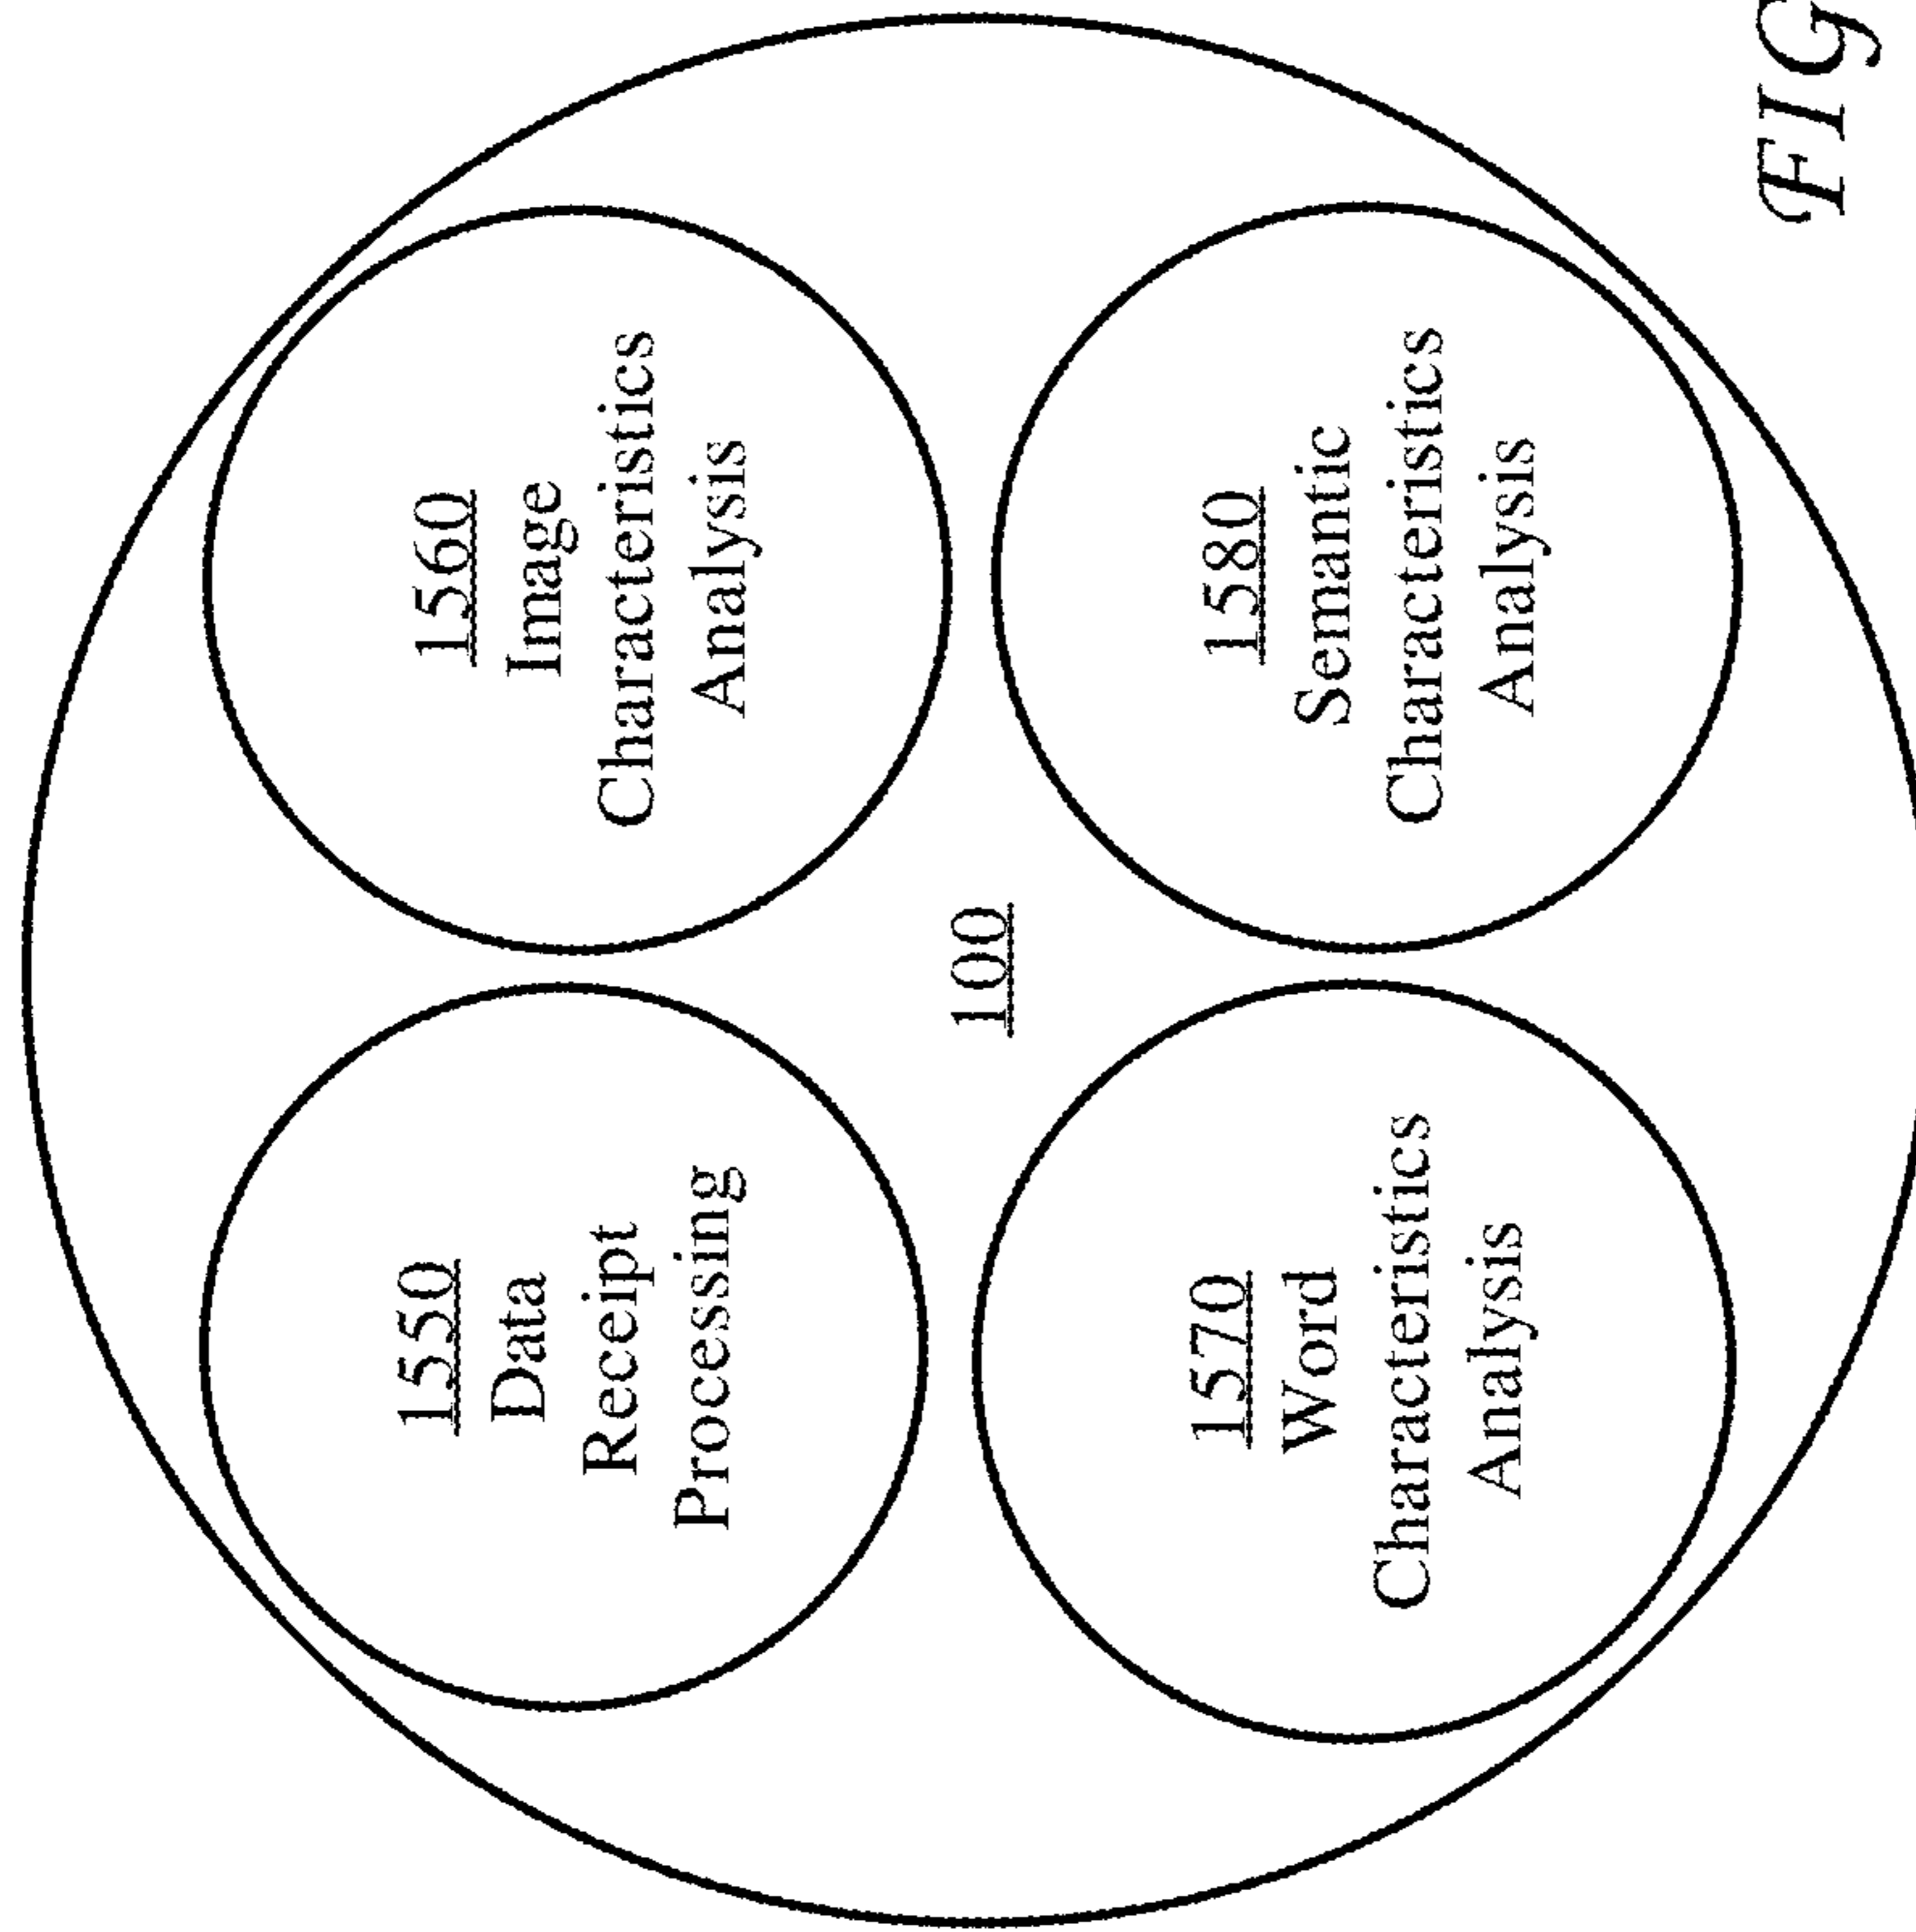 1550
Data
Receipt
Processing
1560
Image
Characteristics
Analysis
100
1570
Word
Characteristics
Analysis
1580
Semantic
Characteristics
Analysis
FIG